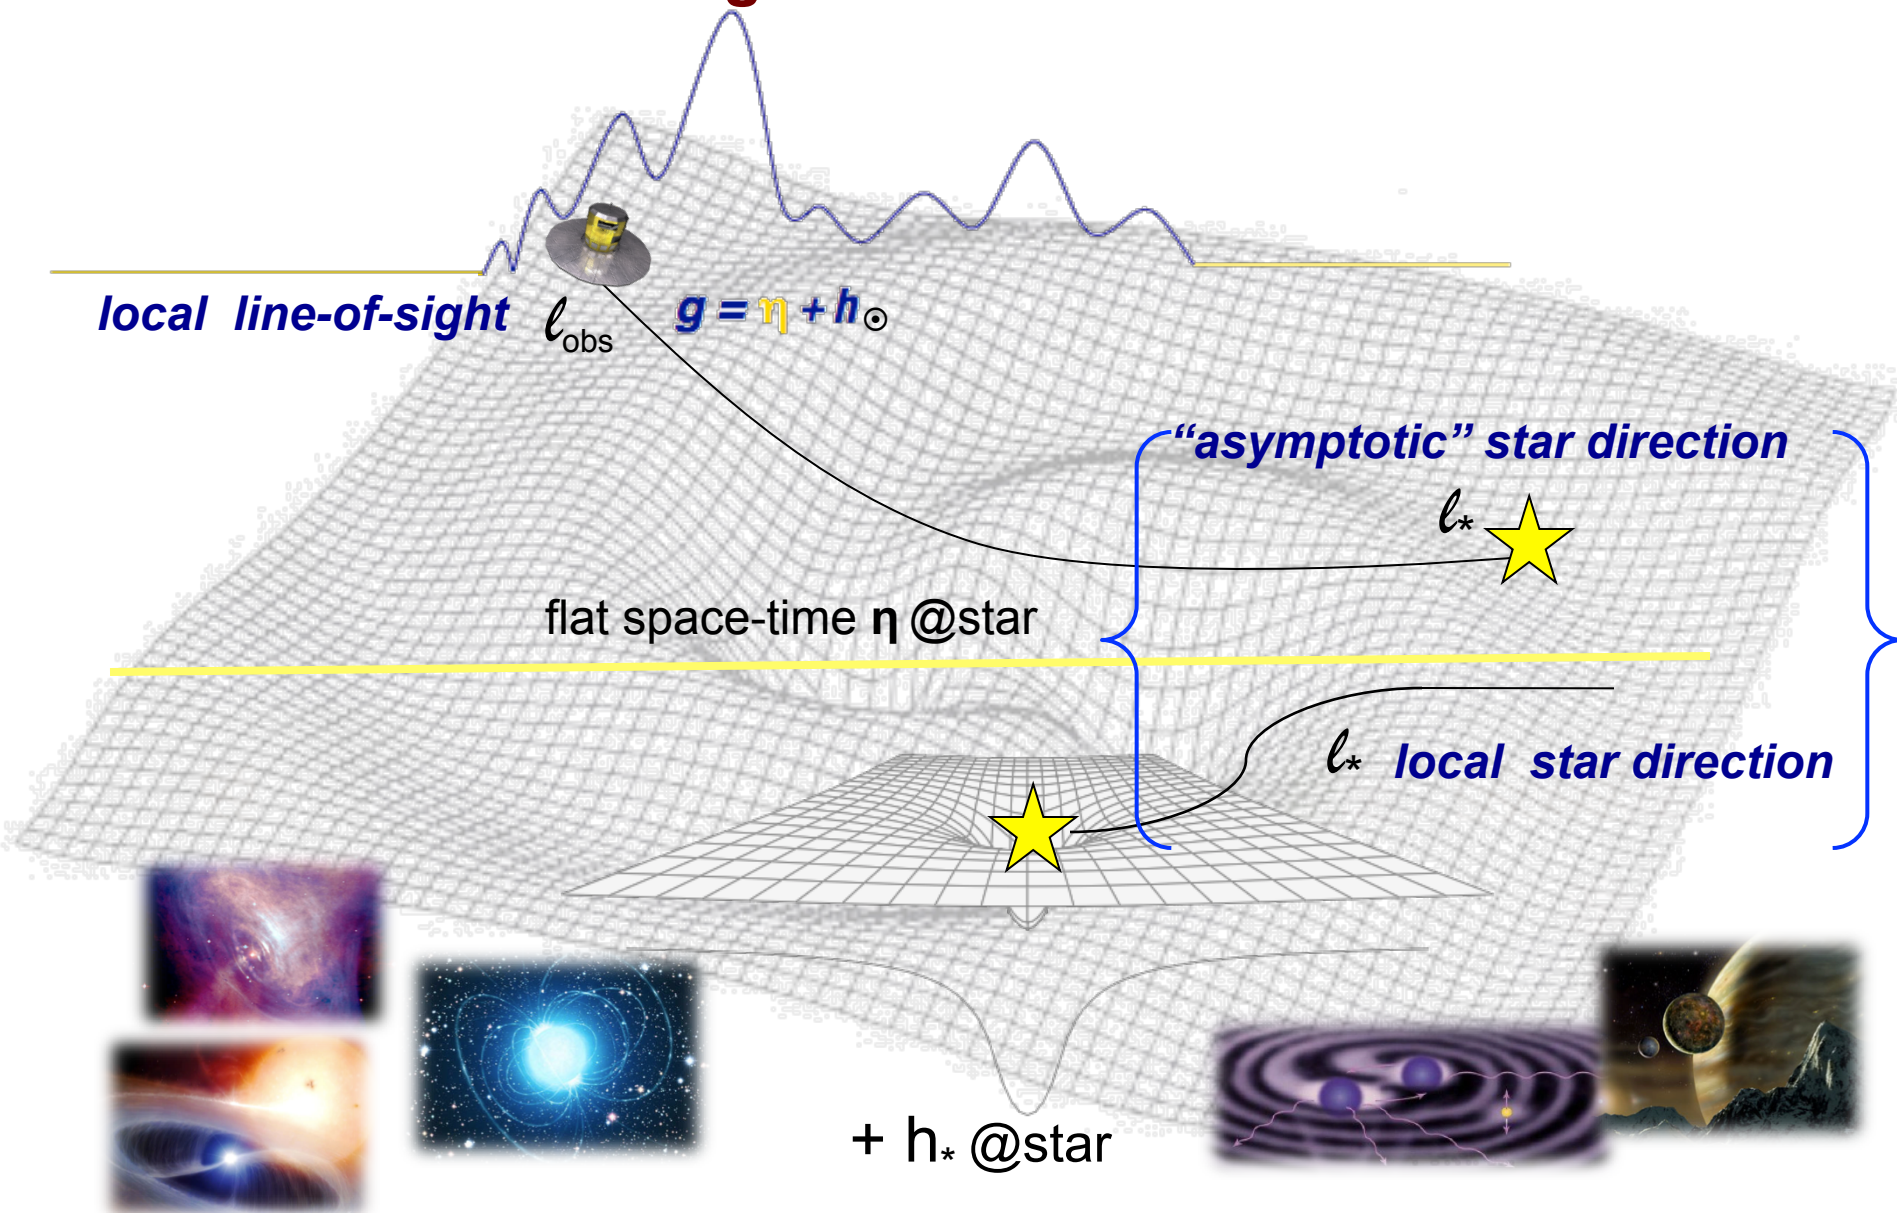 local line-of-sight
ℓobs
g = η + h☉
“asymptotic” star direction
ℓ*
flat space-time η @star
ℓ* local star direction
+ h* @star